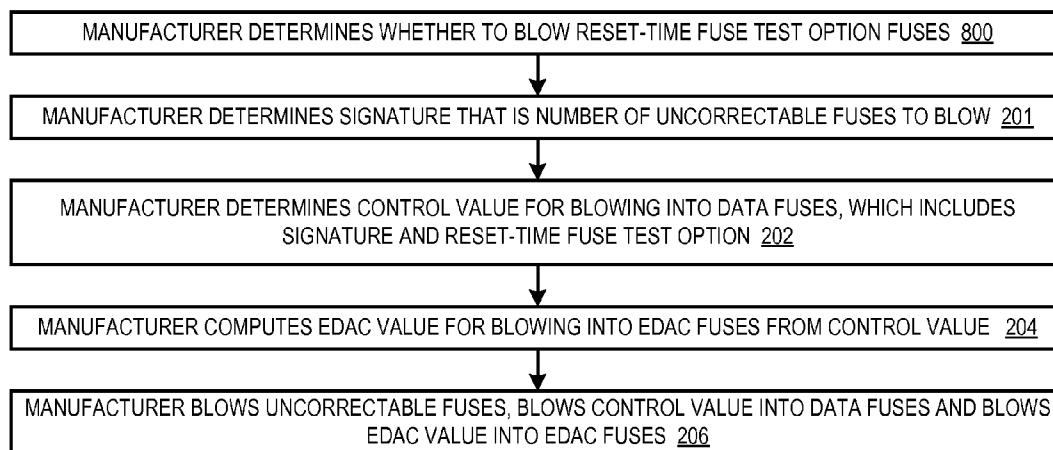 MANUFACTURER DETERMINES WHETHER TO BLOW RESET-TIME FUSE TEST OPTION FUSES 800
MANUFACTURER DETERMINES SIGNATURE THAT IS NUMBER OF UNCORRECTABLE FUSES TO BLOW 201
MANUFACTURER DETERMINES CONTROL VALUE FOR BLOWING INTO DATA FUSES, WHICH INCLUDES
SIGNATURE AND RESET-TIME FUSE TEST OPTION 202
MANUFACTURER COMPUTES EDAC VALUE FOR BLOWING INTO EDAC FUSES FROM CONTROL VALUE 204
MANUFACTURER BLOWS UNCORRECTABLE FUSES, BLOWS CONTROL VALUE INTO DATA FUSES AND BLOWS
EDAC VALUE INTO EDAC FUSES 206